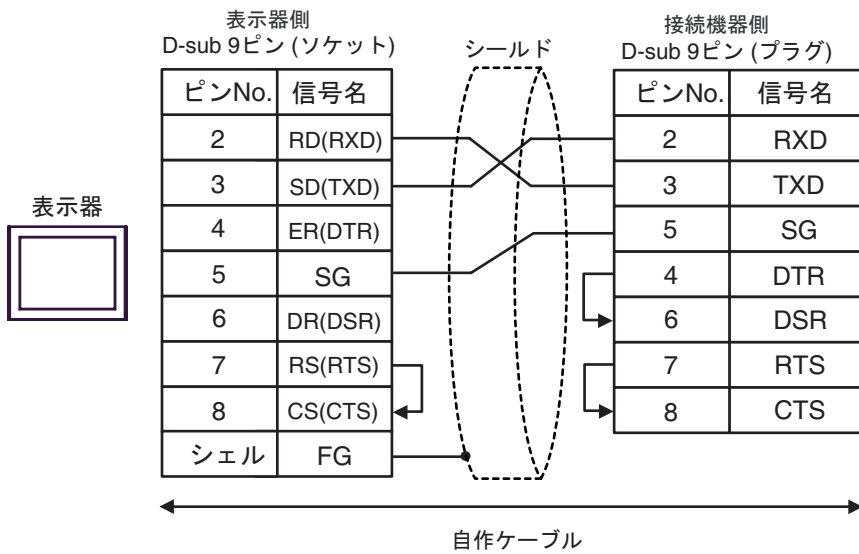 表示器側
D-sub 9ピン (ソケット)
シールド
接続機器側
D-sub 9ピン (プラグ)
表示器
ピンNo. 信号名
2 RD(RXD)
3 SD(TXD)
4 ER(DTR)
5 SG
6 DR(DSR)
7 RS(RTS)
8 CS(CTS)
シェル FG
ピンNo. 信号名
2 RXD
3 TXD
5 SG
4 DTR
6 DSR
7 RTS
8 CTS
自作ケーブル